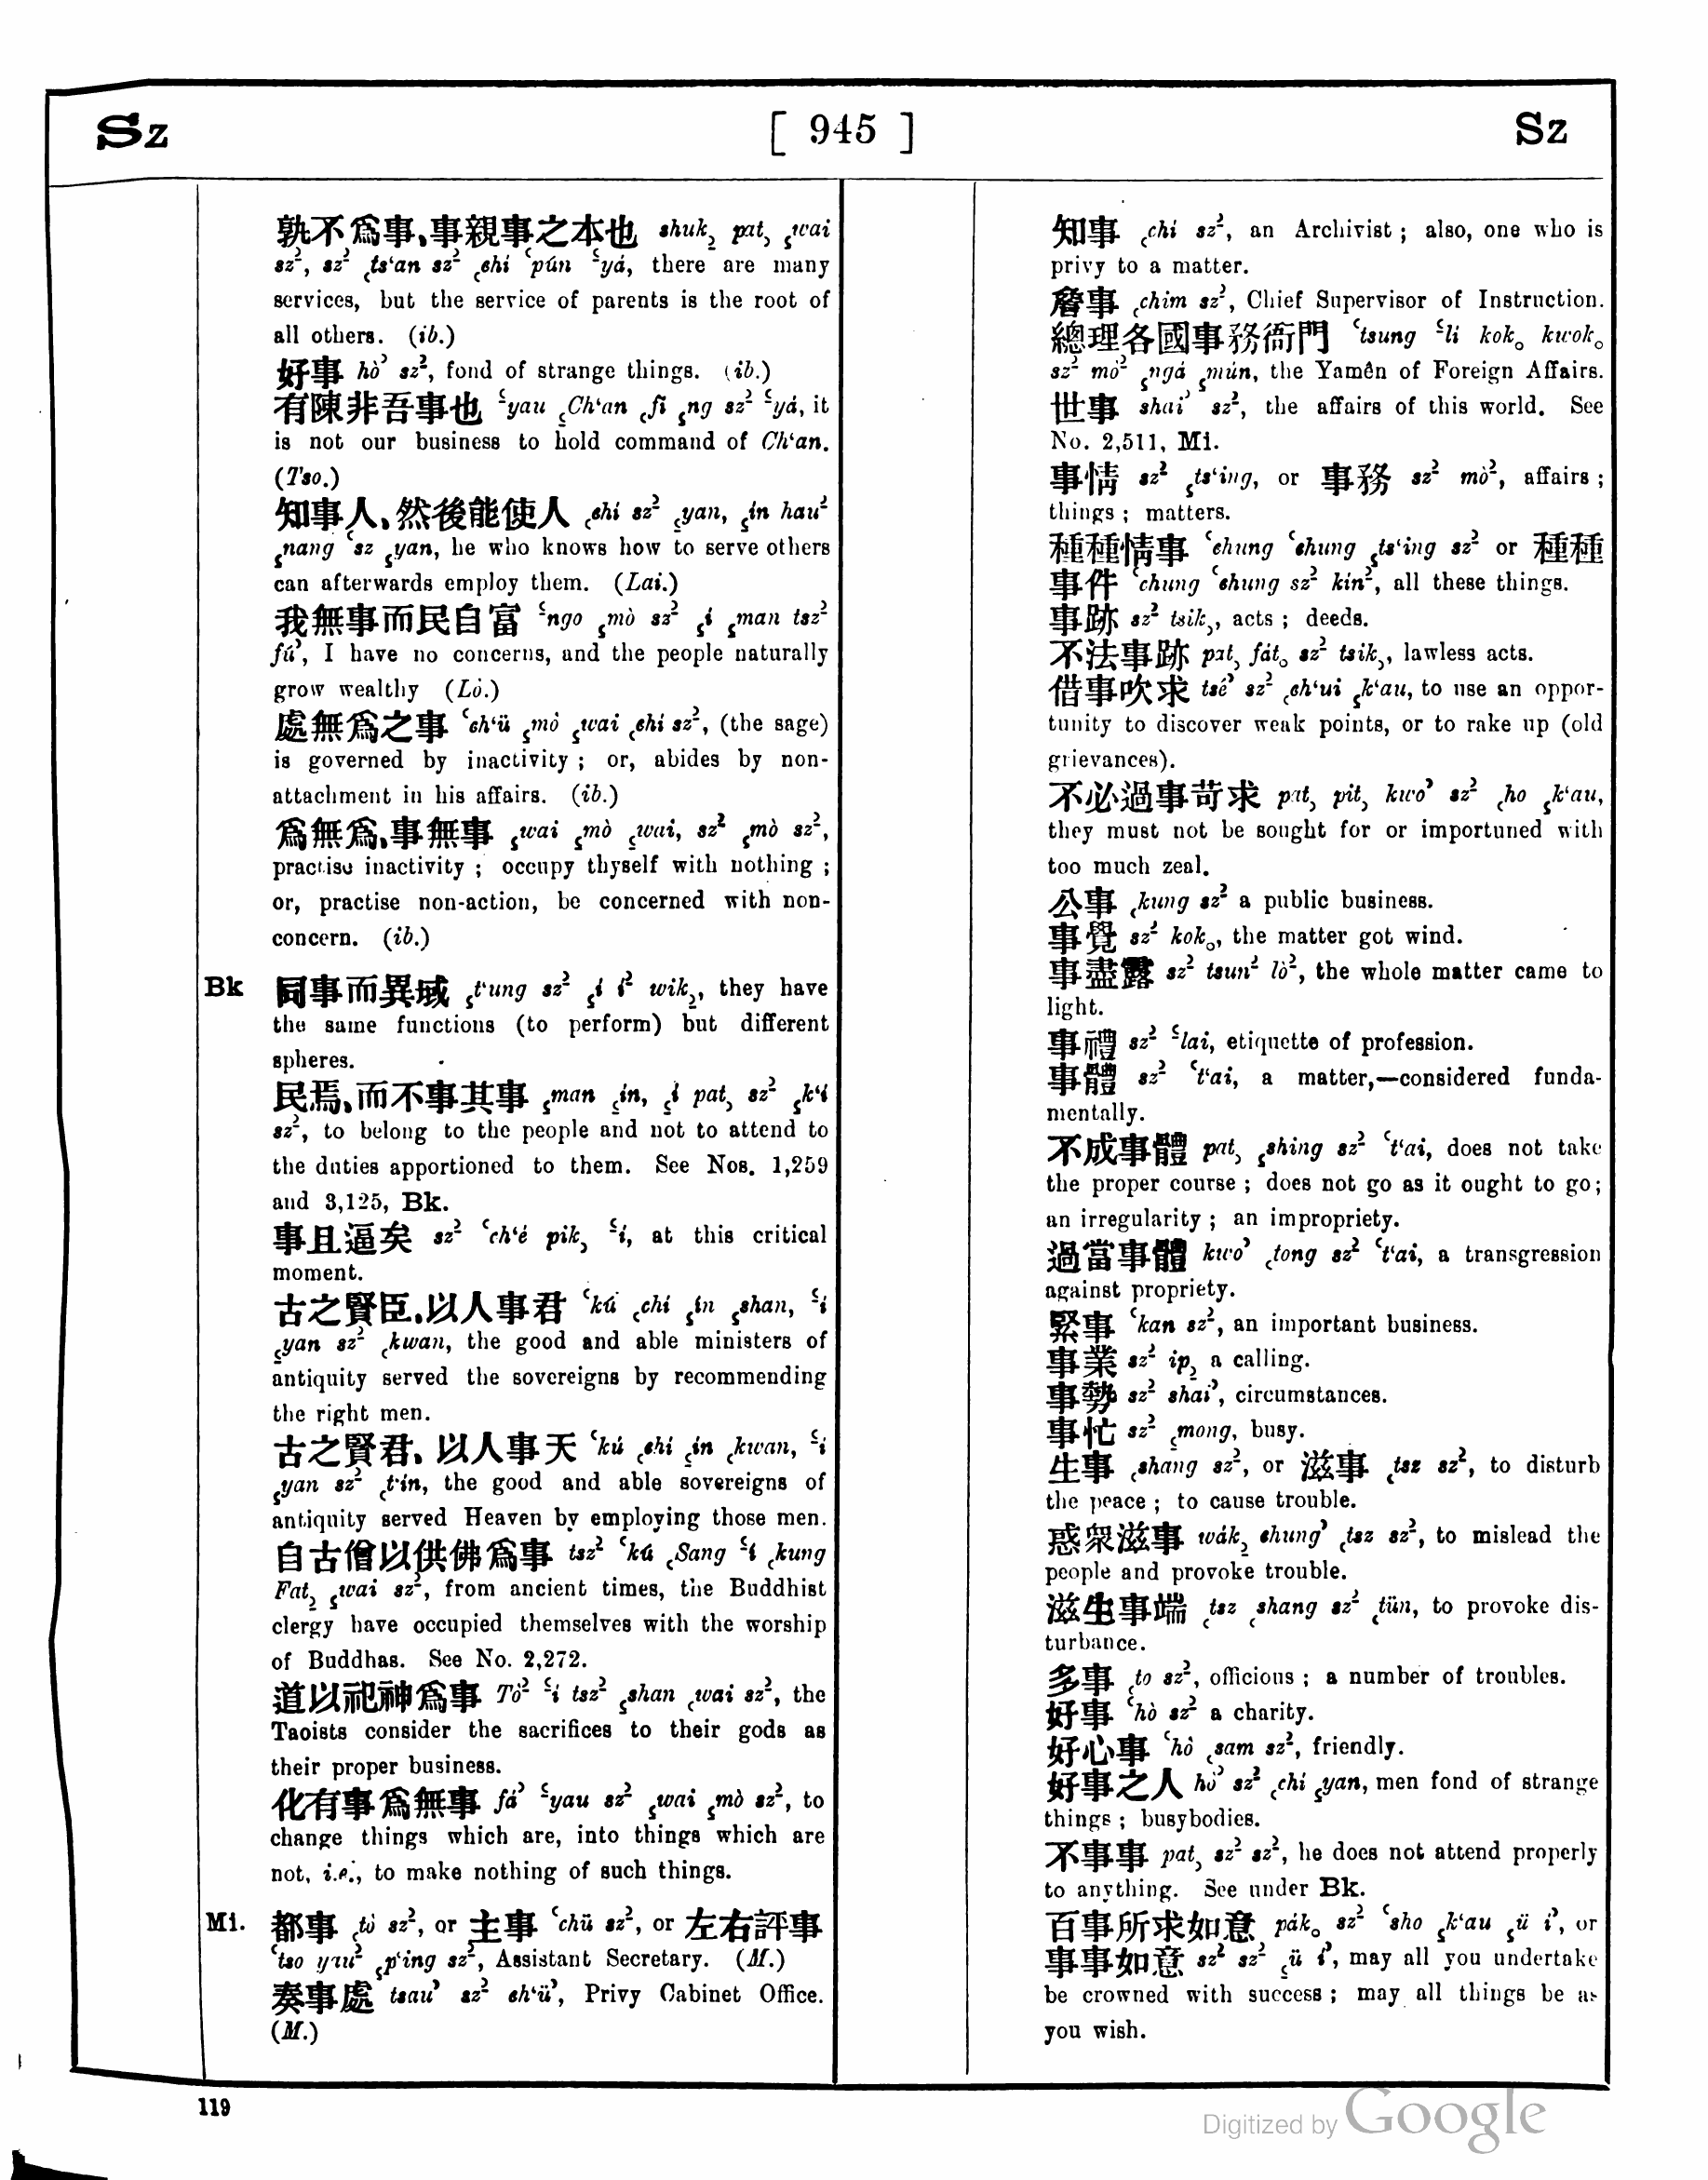 Sz
[ 945 ]
Sz
孰不爲事、事親事之本也 shuk₂ pat₎ ꜁wai
sz², sz² ꜀ts‘an sz² ꜀chí ꜂pún ꜃yá, there are many
services, but the service of parents is the root of
all others. (ib.)
好事 hò꜄ sz², fond of strange things. (ib.)
有陳非吾事也 ꜃yau ꜁Ch‘an ꜀fí ꜁ng sz² ꜃yá, it
is not our business to hold command of Ch‘an.
(Tso.)
知事人、然後能使人 ꜀chí sz² ꜁yan, ꜁ín hau²
꜁nang ꜂sz ꜁yan, he who knows how to serve others
can afterwards employ them. (Lai.)
我無事而民自富 ꜃ngo ꜁mò sz² ꜁í ꜁man tsz²
fú꜄, I have no concerns, and the people naturally
grow wealthy (Lò.)
處無爲之事 ꜂ch‘ü ꜁mò ꜁wai ꜀chí sz², (the sage)
is governed by inactivity ; or, abides by non-
attachment in his affairs. (ib.)
爲無爲、事無事 ꜁wai ꜁mò ꜁wai, sz² ꜁mò sz²,
practise inactivity ; occupy thyself with nothing ;
or, practise non-action, be concerned with non-
concern. (ib.)
Bk 同事而異域 ꜁t‘ung sz² ꜁í í² wik₂, they have
the same functions (to perform) but different
spheres.
民焉、而不事其事 ꜁man ꜁ín, ꜁í pat₎ sz² ꜁k‘í
sz², to belong to the people and not to attend to
the duties apportioned to them. See Nos. 1,259
and 3,125, Bk.
事且逼矣 sz² ꜂ch‘é pik₎ ꜃í, at this critical
moment.
古之賢臣、以人事君 ꜂kú ꜀chí ꜁ín ꜁shan, ꜃í
꜁yan sz² ꜀kwan, the good and able ministers of
antiquity served the sovereigns by recommending
the right men.
古之賢君、以人事天 ꜂kú ꜀chí ꜁ín ꜀kwan, ꜃í
꜁yan sz² ꜀t‘ín, the good and able sovereigns of
antiquity served Heaven by employing those men.
自古僧以供佛爲事 tsz² ꜂kú ꜀Sang ꜃í ꜀kung
Fat₂ ꜁wai sz², from ancient times, the Buddhist
clergy have occupied themselves with the worship
of Buddhas. See No. 2,272.
道以祀神爲事 Tò² ꜃í tsz² ꜁shan ꜁wai sz², the
Taoists consider the sacrifices to their gods as
their proper business.
化有事爲無事 fá꜄ ꜃yau sz² ꜁wai ꜁mò sz², to
change things which are, into things which are
not, i.e., to make nothing of such things.
Mi. 都事 ꜀tò sz², or 主事 ꜂chü sz², or 左右評事
꜂tso yau² ꜁p‘ing sz², Assistant Secretary. (M.)
奏事處 tsau꜄ sz² ch‘ü꜄, Privy Cabinet Office.
(M.)
119
知事 ꜀chí sz², an Archivist ; also, one who is
privy to a matter.
詹事 ꜀chim sz², Chief Supervisor of Instruction.
總理各國事務衙門 ꜂tsung ꜃li kokₒ kwokₒ
sz² mò² ꜁ngá ꜁mún, the Yamên of Foreign Affairs.
世事 shai꜄ sz², the affairs of this world. See
No. 2,511, Mi.
事情 sz² ꜁ts‘ing, or 事務 sz² mò², affairs ;
things ; matters.
種種情事 ꜂chung ꜂chung ꜁ts‘ing sz² or 種種
事件 ꜂chung ꜂chung sz² kín², all these things.
事跡 sz² tsik₎, acts ; deeds.
不法事跡 pat₎ fátₒ sz² tsik₎, lawless acts.
借事吹求 tsé꜄ sz² ꜀ch‘ui ꜁k‘au, to use an oppor-
tunity to discover weak points, or to rake up (old
grievances).
不必過事苛求 pat₎ pít₎ kwo꜄ sz² ꜀ho ꜁k‘au,
they must not be sought for or importuned with
too much zeal.
公事 ꜀kung sz² a public business.
事覺 sz² kokₒ, the matter got wind.
事盡露 sz² tsun² lò², the whole matter came to
light.
事禮 sz² ꜃lai, etiquette of profession.
事體 sz² ꜂t‘ai, a matter,—considered funda-
mentally.
不成事體 pat₎ ꜁shing sz² ꜂t‘ai, does not take
the proper course ; does not go as it ought to go;
an irregularity ; an impropriety.
過當事體 kwo꜄ ꜀tong sz² ꜂t‘ai, a transgression
against propriety.
緊事 ꜂kan sz², an important business.
事業 sz² íp₂ a calling.
事勢 sz² shai꜄, circumstances.
事忙 sz² ꜁mong, busy.
生事 ꜀shang sz², or 滋事 ꜀tsz sz², to disturb
the peace ; to cause trouble.
惑衆滋事 wák₂ chung꜄ ꜀tsz sz², to mislead the
people and provoke trouble.
滋生事端 ꜀tsz ꜀shang sz² ꜀tün, to provoke dis-
turbance.
多事 ꜀to sz², officious ; a number of troubles.
好事 ꜂hò sz² a charity.
好心事 ꜂hò ꜀sam sz², friendly.
好事之人 hò꜄ sz² ꜀chí ꜁yan, men fond of strange
things ; busybodies.
不事事 pat₎ sz² sz², he does not attend properly
to anything. See under Bk.
百事所求如意 pákₒ sz² ꜂sho ꜁k‘au ꜁ü í꜄, or
事事如意 sz² sz² ꜁ü í꜄, may all you undertake
be crowned with success ; may all things be as
you wish.
Digitized by Google